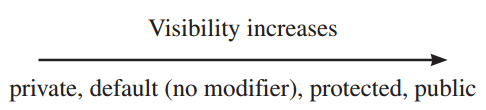 Visibility increases
private, default (no modifier), protected, public